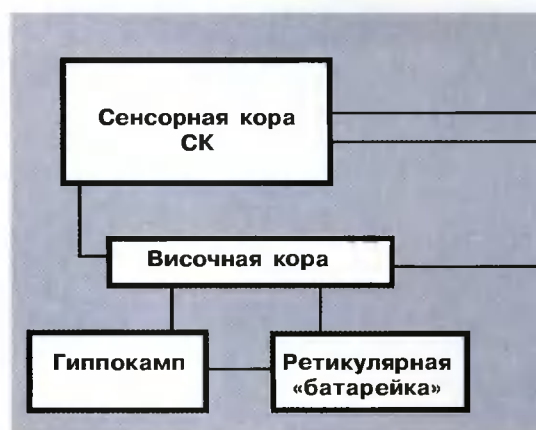 Сенсорная кора
СК
Височная кора
Гиппокамп
Ретикулярная
«батарейка»